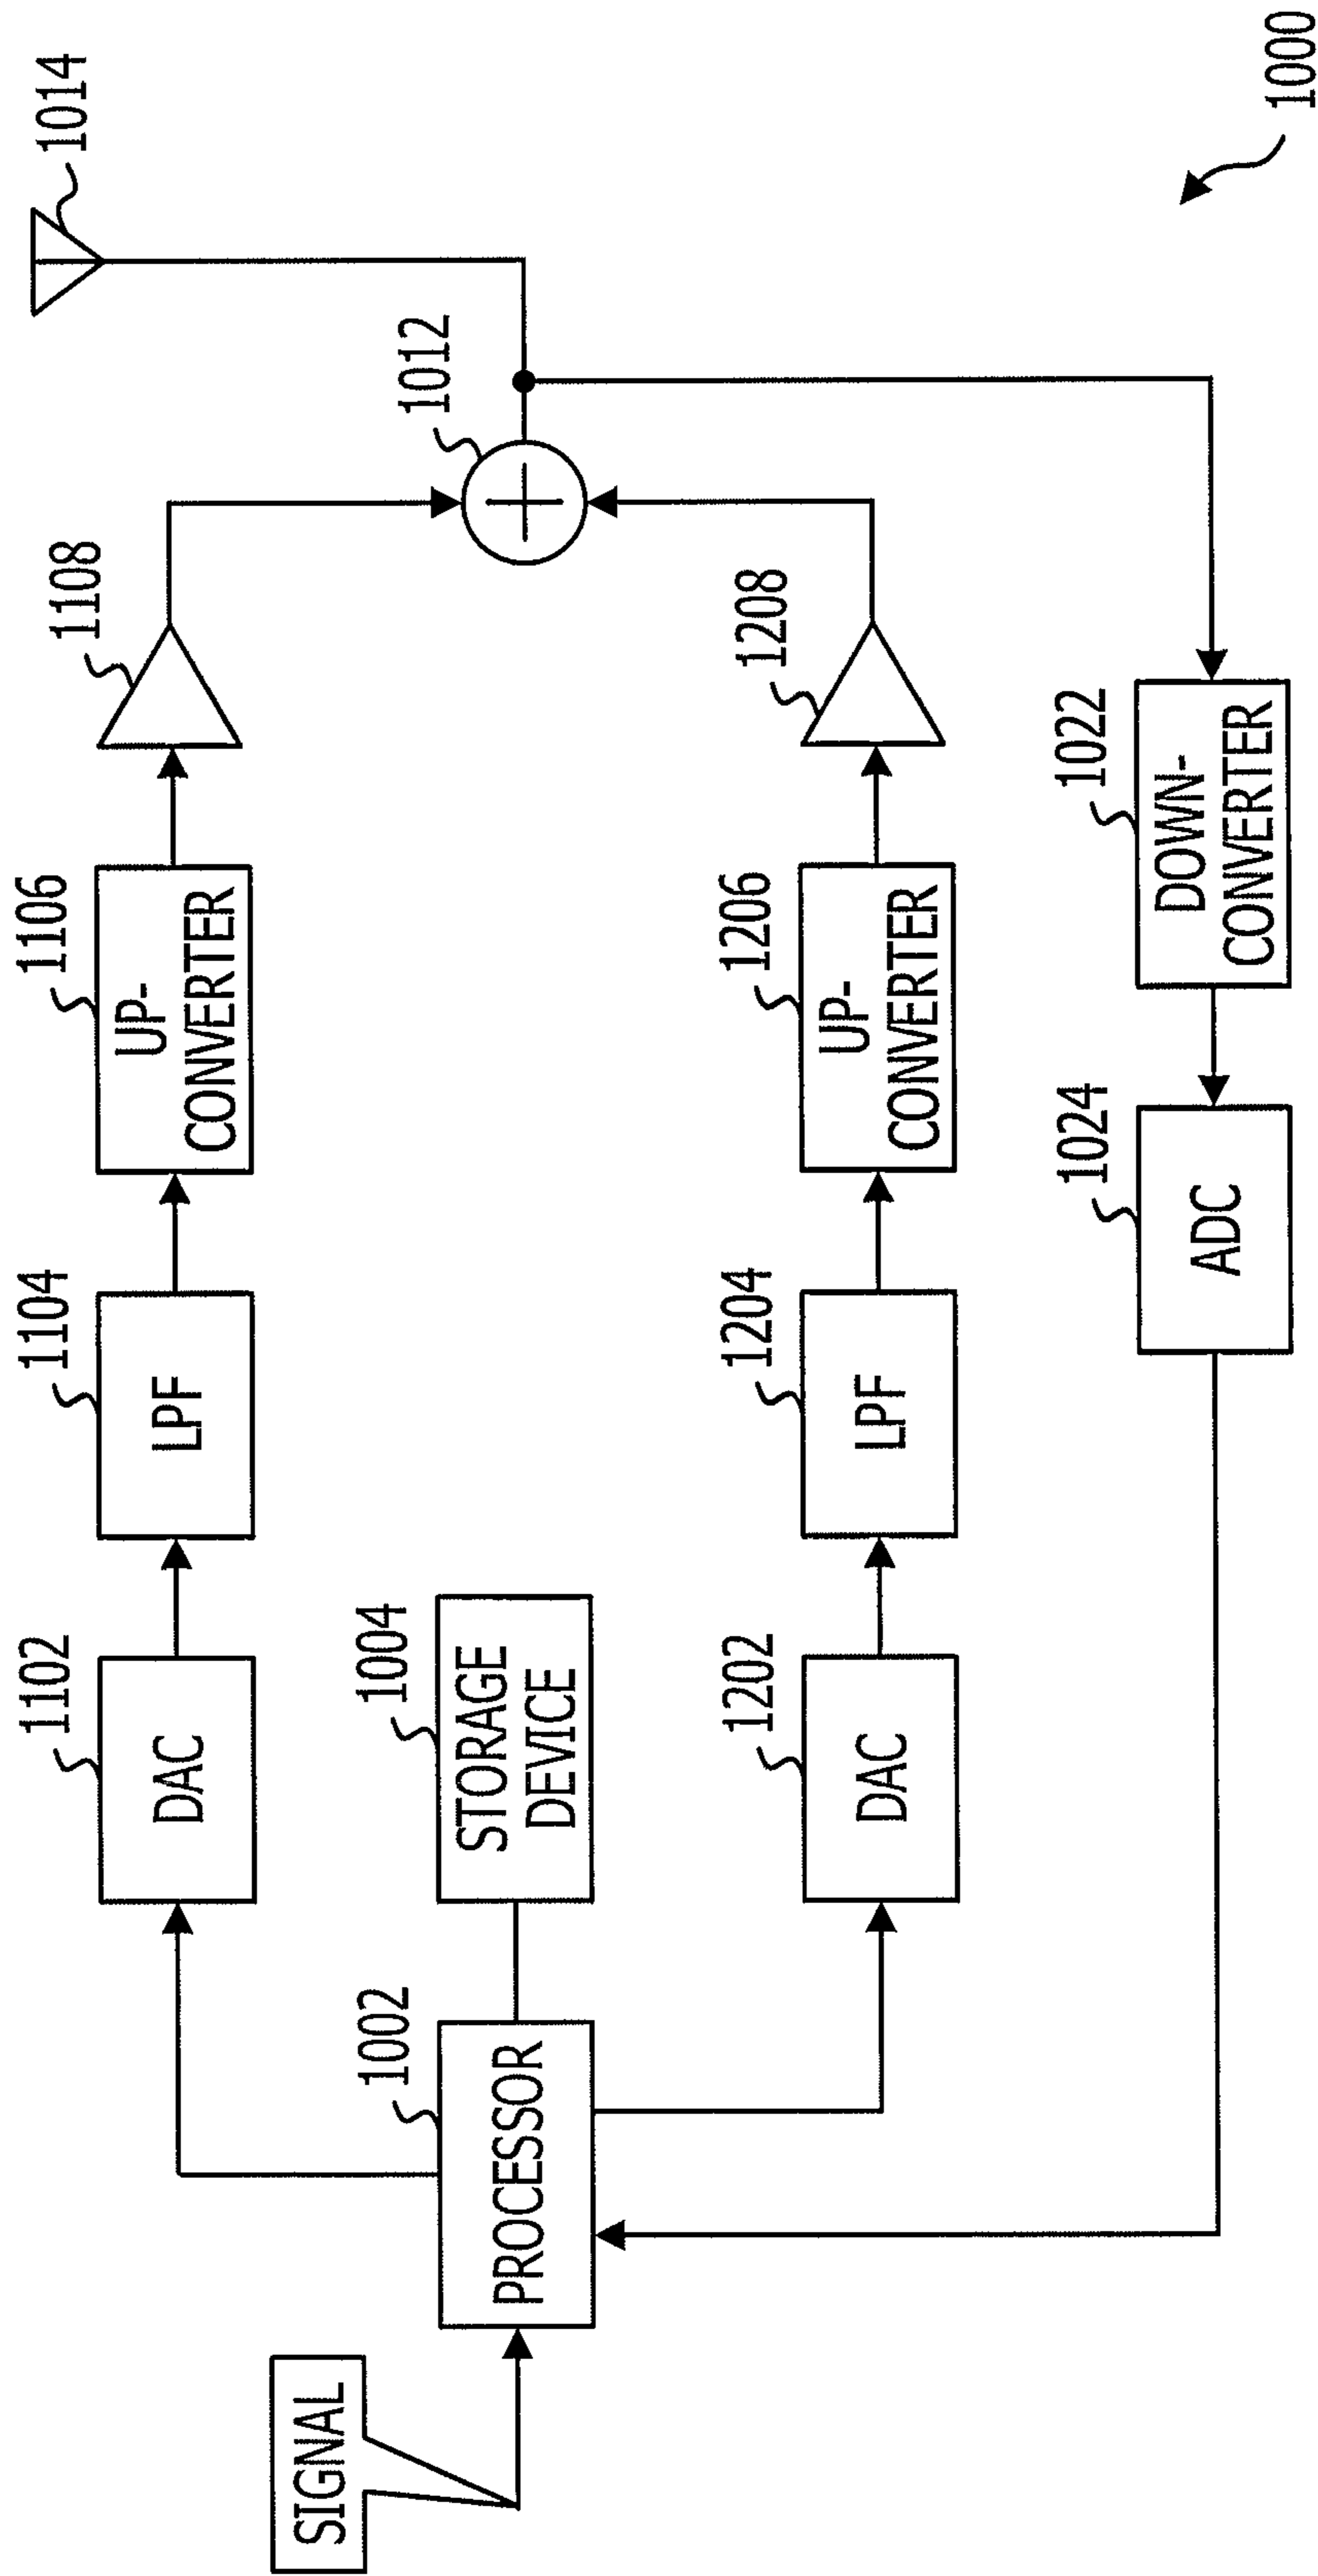 1014
1108
1106
UP-
CONVERTER
1104
LPF
1102
DAC
1012
1004
STORAGE
DEVICE
1002
PROCESSOR
SIGNAL
1208
1206
UP-
CONVERTER
1204
LPF
1202
DAC
1022
DOWN-
CONVERTER
1024
ADC
1000